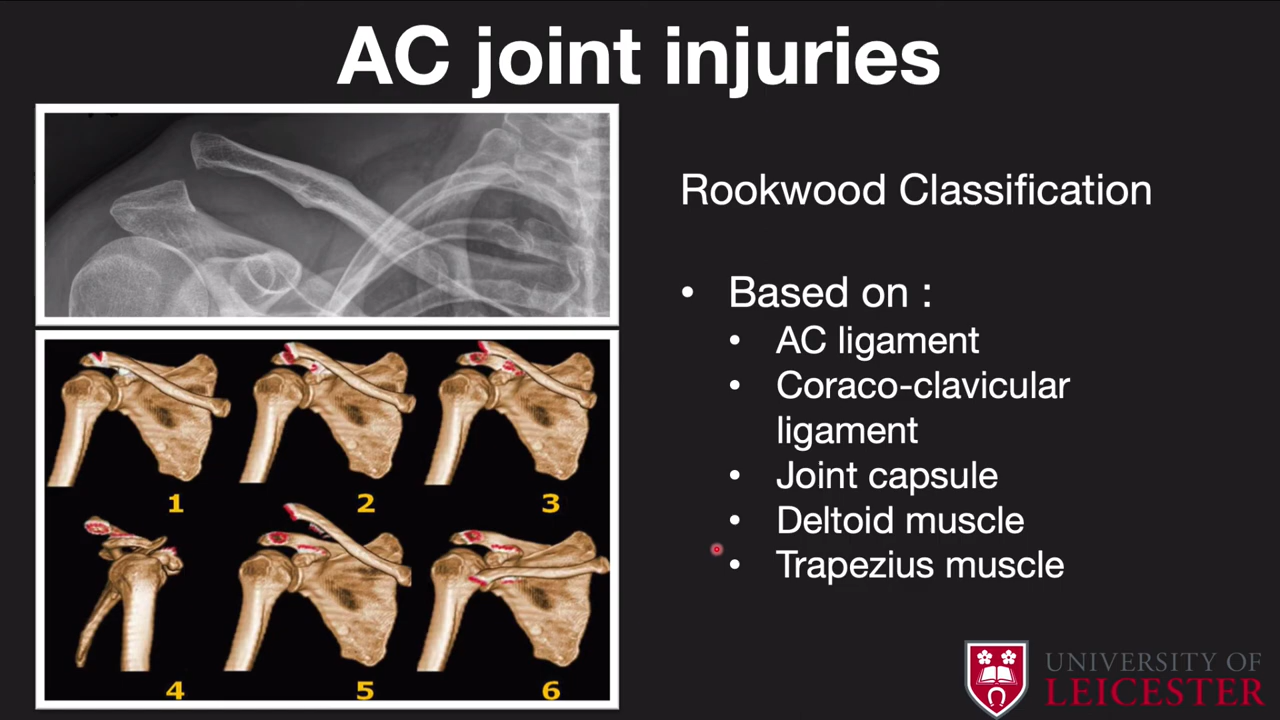 AC joint injuries
Rookwood Classification
• Based on :
• AC ligament
• Coraco-clavicular
ligament
• Joint capsule
• Deltoid muscle
• Trapezius muscle
1
2
3
4
5
6
UNIVERSITY OF
LEICESTER